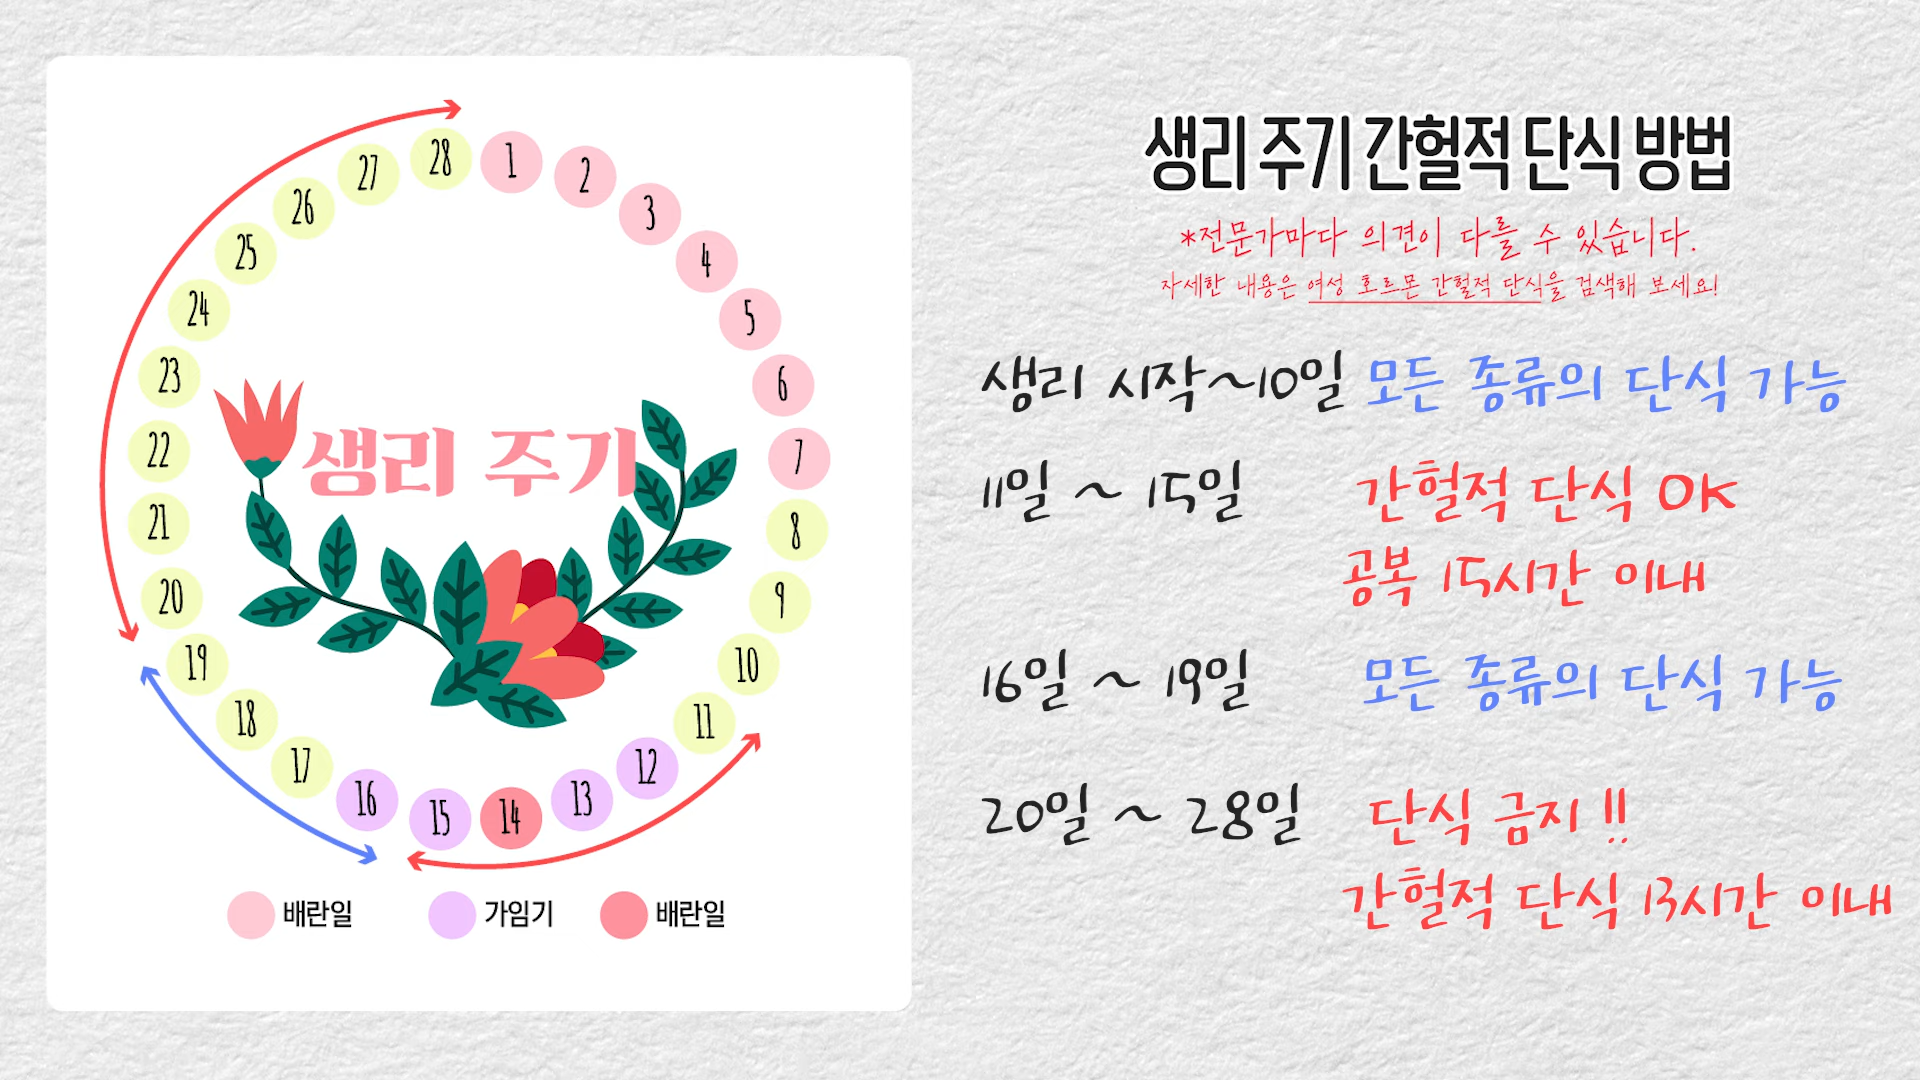 28
1
2
3
4
5
6
7
8
9
10
11
12
13
14
15
16
17
18
19
20
21
22
23
24
25
26
27
생리 주기
배란일
가임기
배란일
생리 주기 간헐적 단식 방법
*전문가마다 의견이 다를 수 있습니다.
자세한 내용은 여성 호르몬 간헐적 단식을 검색해 보세요!
생리 시작~10일 모든 종류의 단식 가능
11일 ~ 15일 간헐적 단식 OK
공복 15시간 이내
16일 ~ 19일 모든 종류의 단식 가능
20일 ~ 28일 단식 금지!!
간헐적 단식 13시간 이내